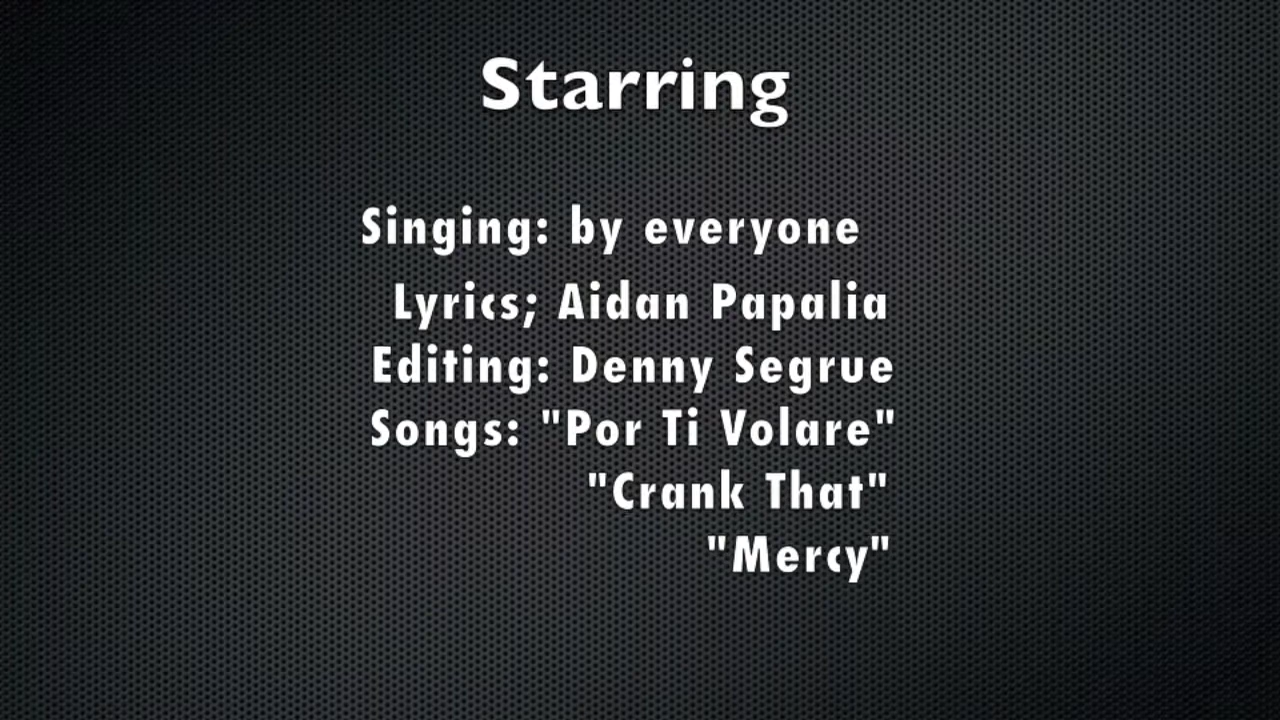 Starring
Singing: by everyone
Lyrics; Aidan Papalia
Editing: Denny Segrue
Songs: "Por Ti Volare"
"Crank That"
"Mercy"